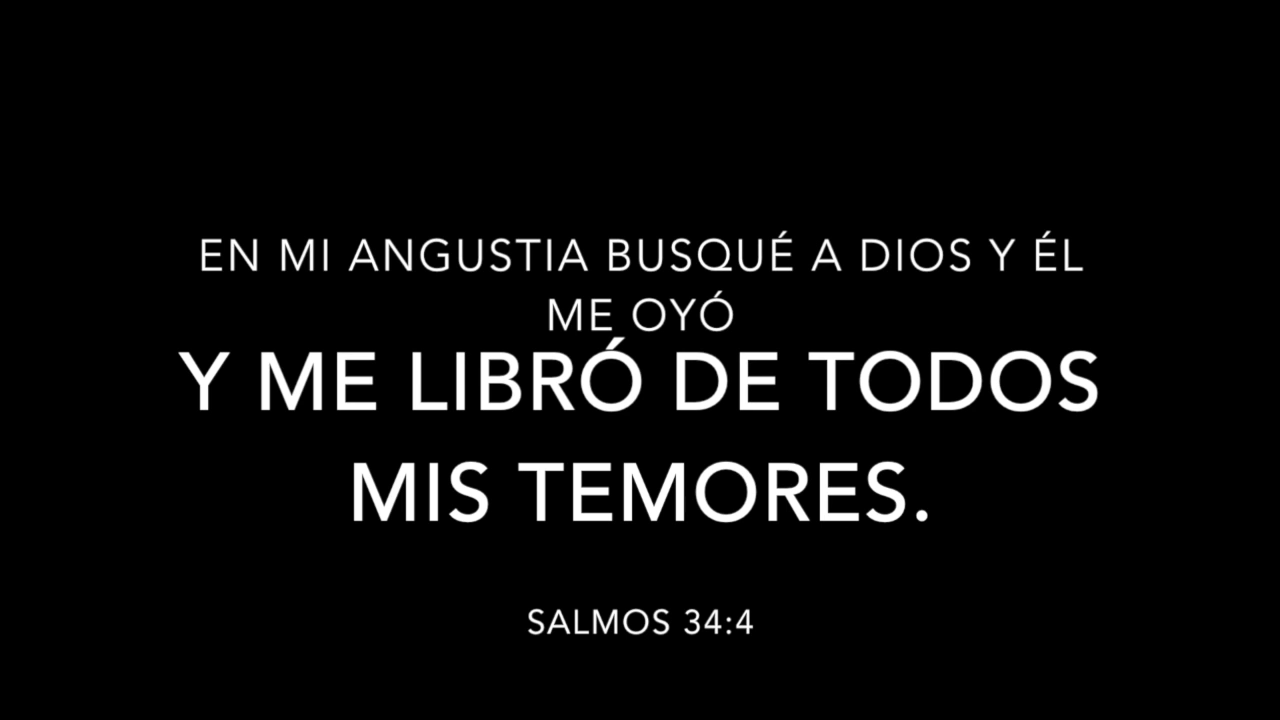 EN MI ANGUSTIA BUSQUÉ A DIOS Y ÉL
ME OYÓ
Y ME LIBRÓ DE TODOS
MIS TEMORES.
SALMOS 34:4